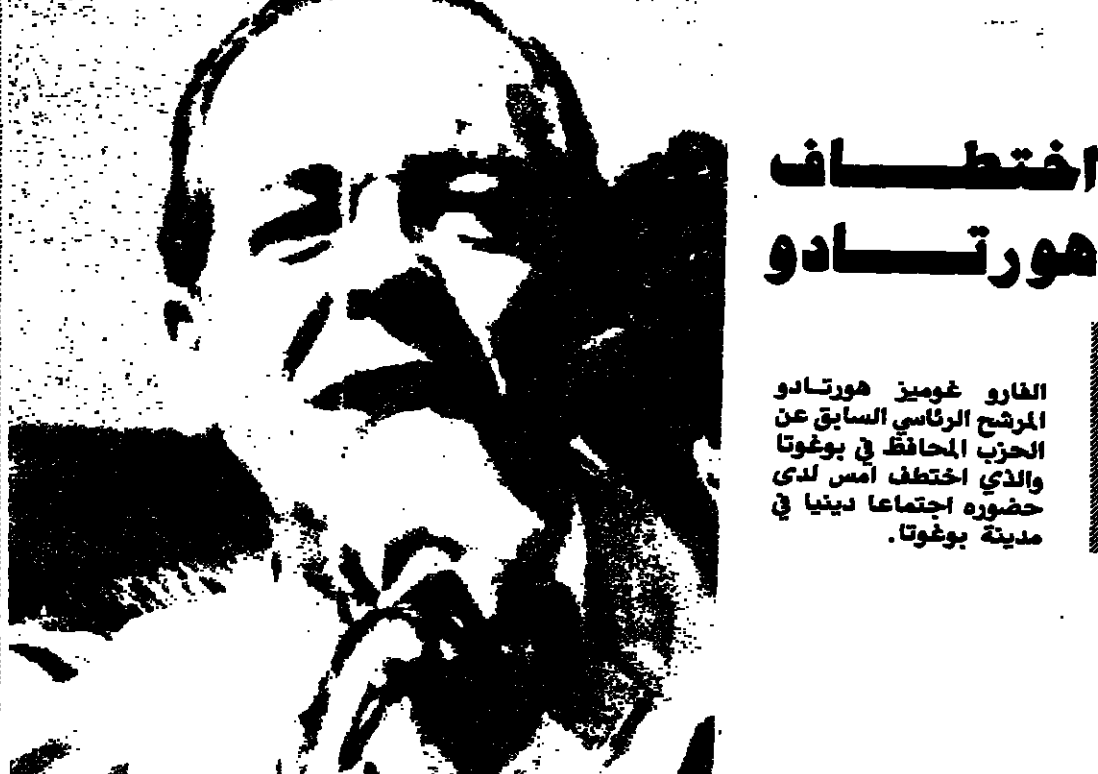 اختطاف
هورتادو
الفارو غوميز هورتادو
المرشح الرئاسي السابق عن
الحزب المحافظ في بوغوتا
والذي اختطف امس لدى
حضوره اجتماعا دينيا في
مدينة بوغوتا.